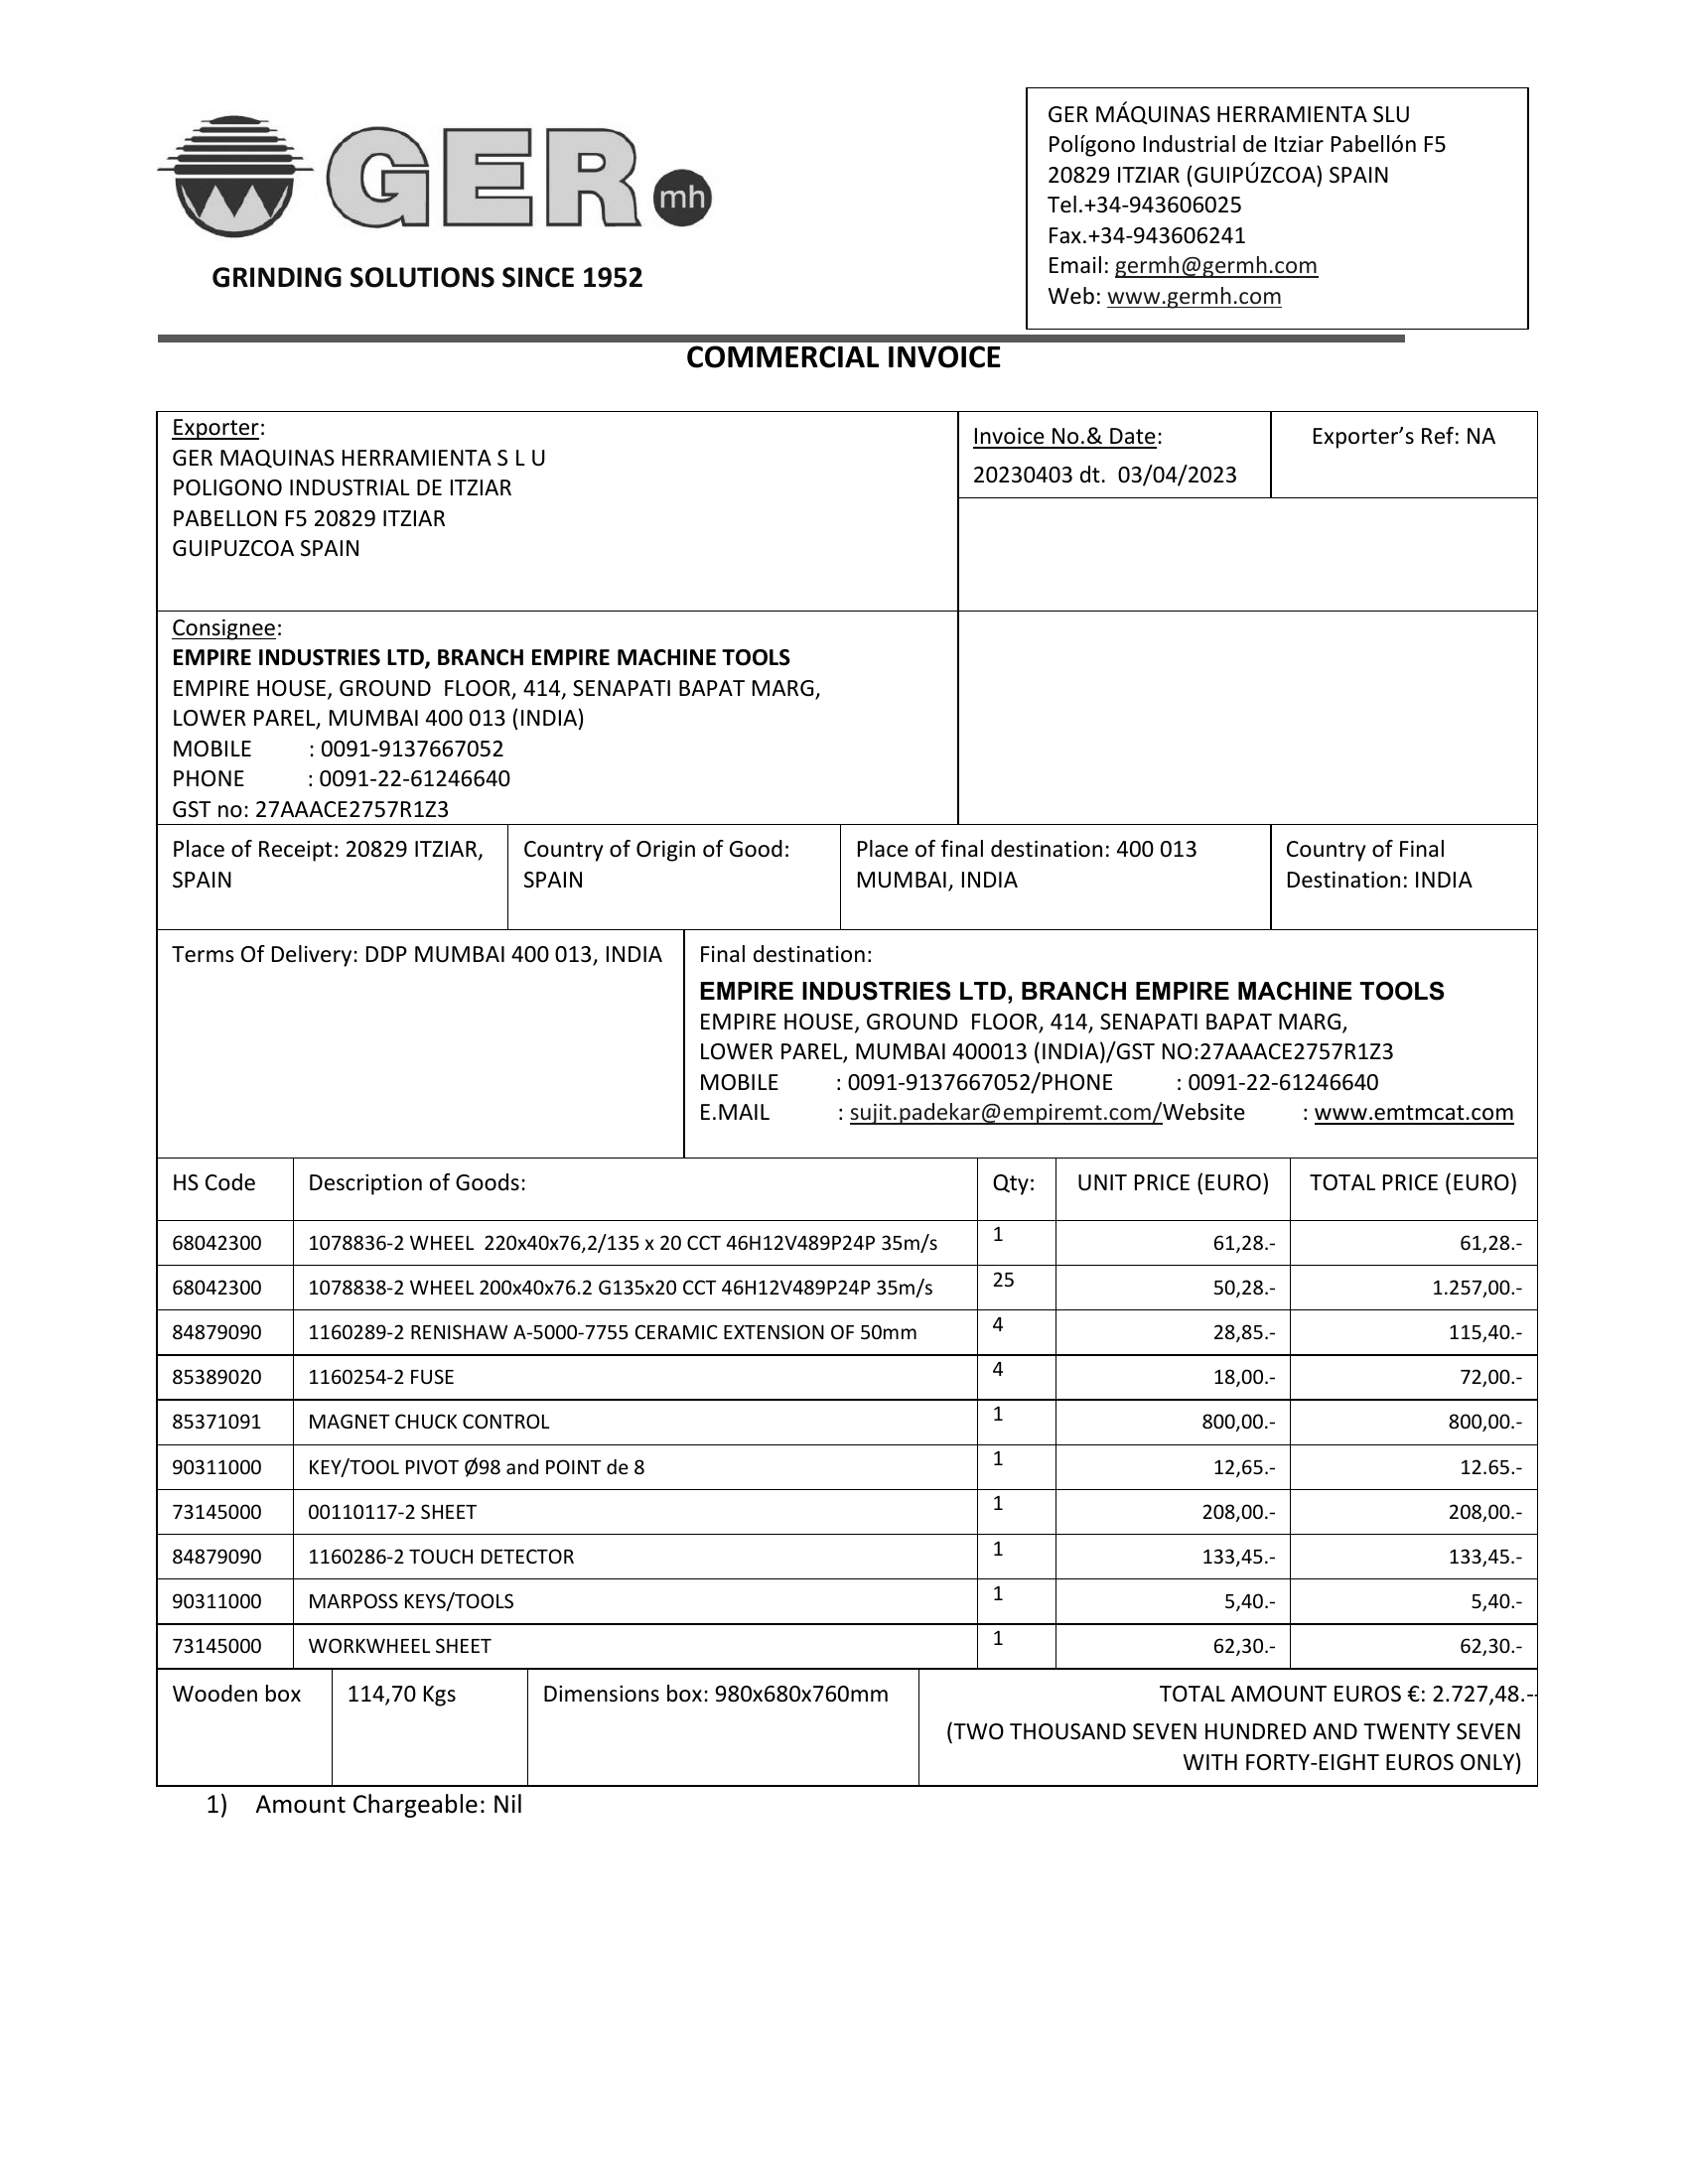 GER mh
GRINDING SOLUTIONS SINCE 1952
GER MÁQUINAS HERRAMIENTA SLU
Polígono Industrial de Itziar Pabellón F5
20829 ITZIAR (GUIPÚZCOA) SPAIN
Tel.+34-943606025
Fax.+34-943606241
Email: germh@germh.com
Web: www.germh.com
COMMERCIAL INVOICE
Exporter:
GER MAQUINAS HERRAMIENTA S L U
POLIGONO INDUSTRIAL DE ITZIAR
PABELLON F5 20829 ITZIAR
GUIPUZCOA SPAIN
Invoice No.& Date:
20230403 dt. 03/04/2023
Exporter’s Ref: NA
Consignee:
EMPIRE INDUSTRIES LTD, BRANCH EMPIRE MACHINE TOOLS
EMPIRE HOUSE, GROUND FLOOR, 414, SENAPATI BAPAT MARG,
LOWER PAREL, MUMBAI 400 013 (INDIA)
MOBILE : 0091-9137667052
PHONE : 0091-22-61246640
GST no: 27AAACE2757R1Z3
Place of Receipt: 20829 ITZIAR,
SPAIN
Country of Origin of Good:
SPAIN
Place of final destination: 400 013
MUMBAI, INDIA
Country of Final
Destination: INDIA
Terms Of Delivery: DDP MUMBAI 400 013, INDIA
Final destination:
EMPIRE INDUSTRIES LTD, BRANCH EMPIRE MACHINE TOOLS
EMPIRE HOUSE, GROUND FLOOR, 414, SENAPATI BAPAT MARG,
LOWER PAREL, MUMBAI 400013 (INDIA)/GST NO:27AAACE2757R1Z3
MOBILE : 0091-9137667052/PHONE : 0091-22-61246640
E.MAIL : sujit.padekar@empiremt.com/Website : www.emtmcat.com
HS Code Description of Goods: Qty: UNIT PRICE (EURO) TOTAL PRICE (EURO)
68042300 1078836-2 WHEEL 220x40x76,2/135 x 20 CCT 46H12V489P24P 35m/s 1 61,28.- 61,28.-
68042300 1078838-2 WHEEL 200x40x76.2 G135x20 CCT 46H12V489P24P 35m/s 25 50,28.- 1.257,00.-
84879090 1160289-2 RENISHAW A-5000-7755 CERAMIC EXTENSION OF 50mm 4 28,85.- 115,40.-
85389020 1160254-2 FUSE 4 18,00.- 72,00.-
85371091 MAGNET CHUCK CONTROL 1 800,00.- 800,00.-
90311000 KEY/TOOL PIVOT Ø98 and POINT de 8 1 12,65.- 12.65.-
73145000 00110117-2 SHEET 1 208,00.- 208,00.-
84879090 1160286-2 TOUCH DETECTOR 1 133,45.- 133,45.-
90311000 MARPOSS KEYS/TOOLS 1 5,40.- 5,40.-
73145000 WORKWHEEL SHEET 1 62,30.- 62,30.-
Wooden box 114,70 Kgs Dimensions box: 980x680x760mm TOTAL AMOUNT EUROS €: 2.727,48.--
(TWO THOUSAND SEVEN HUNDRED AND TWENTY SEVEN
WITH FORTY-EIGHT EUROS ONLY)
1) Amount Chargeable: Nil